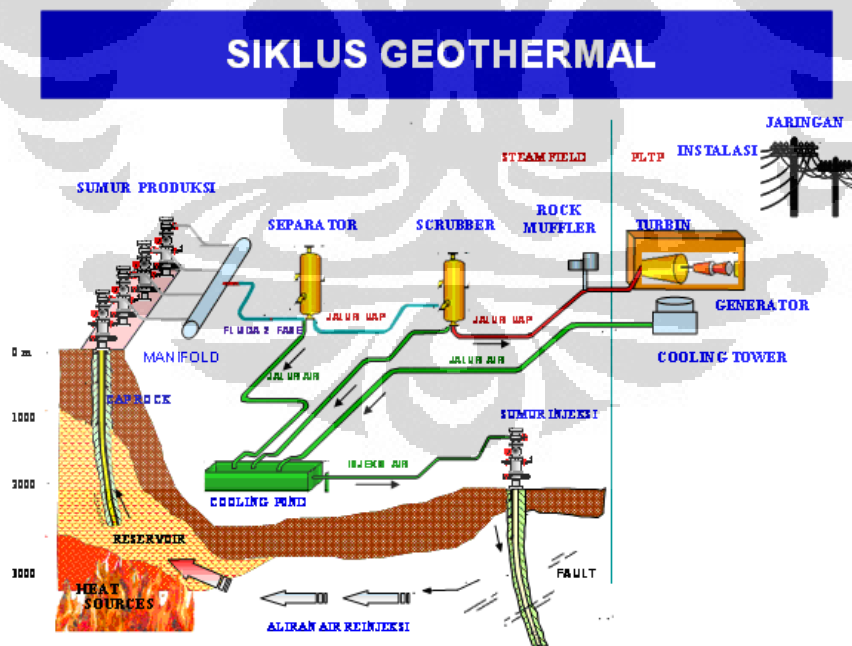 SIKLUS GEOTHERMAL
JARINGAN
STEAM FIELD
PLTP
INSTALASI
SUMUR PRODUKSI
SEPARATOR
SCRUBBER
ROCK
MUFFLER
TURBIN
GENERATOR
JALUR UAP
JALUR UAP
FLUIDA 2 FASE
MANIFOLD
COOLING TOWER
0 m
JALUR AIR
JALUR AIR
CAP ROCK
1000
SUMUR INJEKSI
INJEKSI AIR
2000
COOLING POND
RESERVOIR
3000
FAULT
HEAT
SOURCES
ALIRAN AIR REINJEKSI